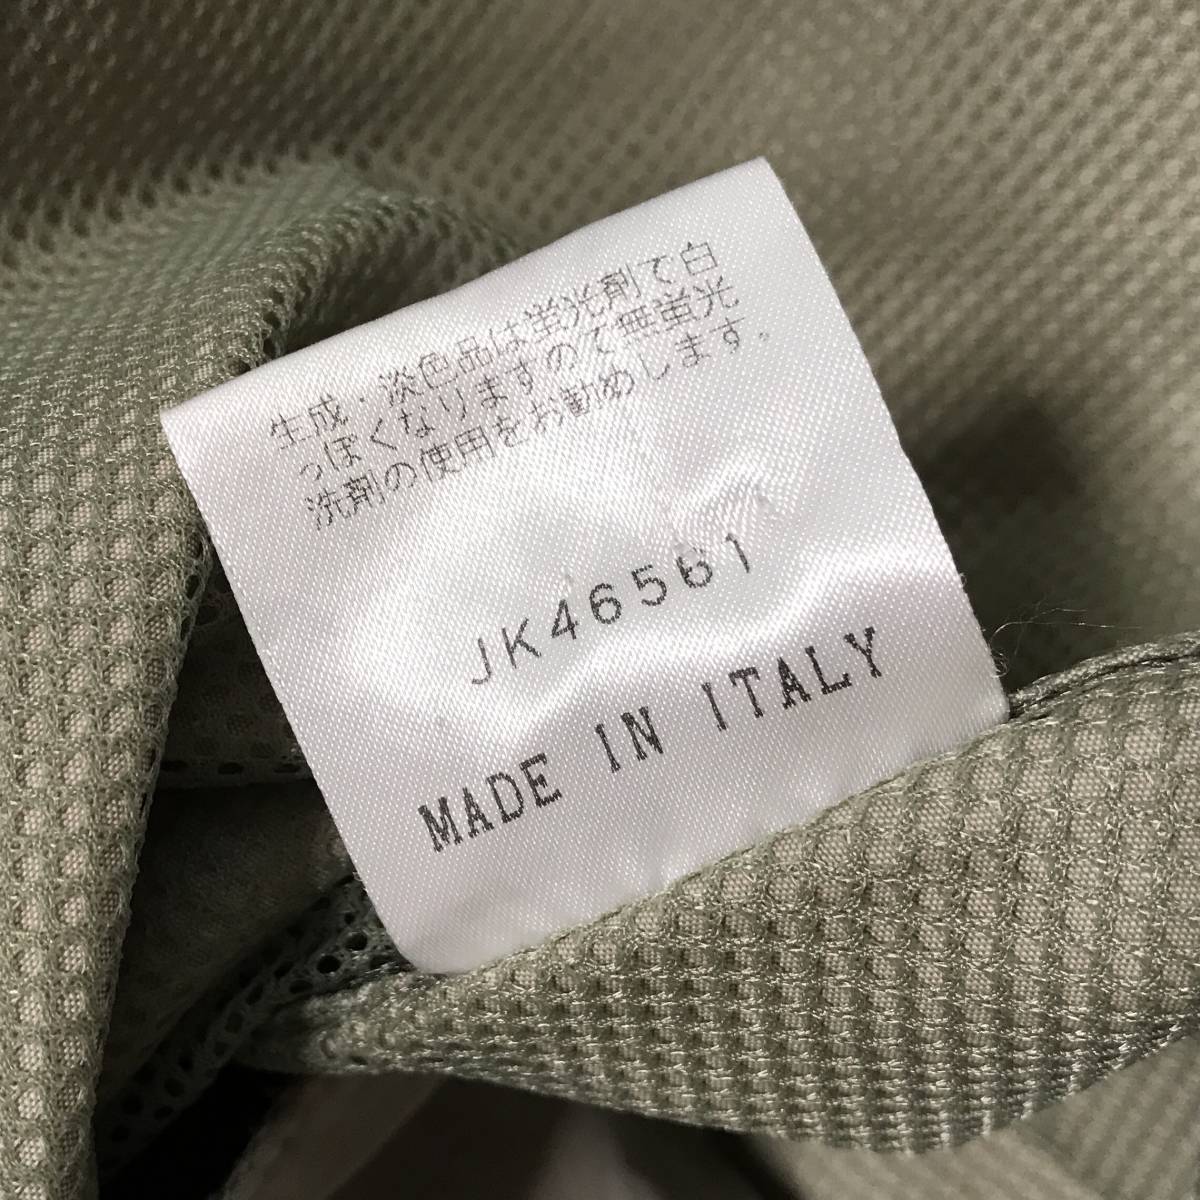 生成・淡色品は蛍光剤で白
っぽくなりますので無蛍光
洗剤の使用をお勧めします。
JK46561
MADE IN ITALY